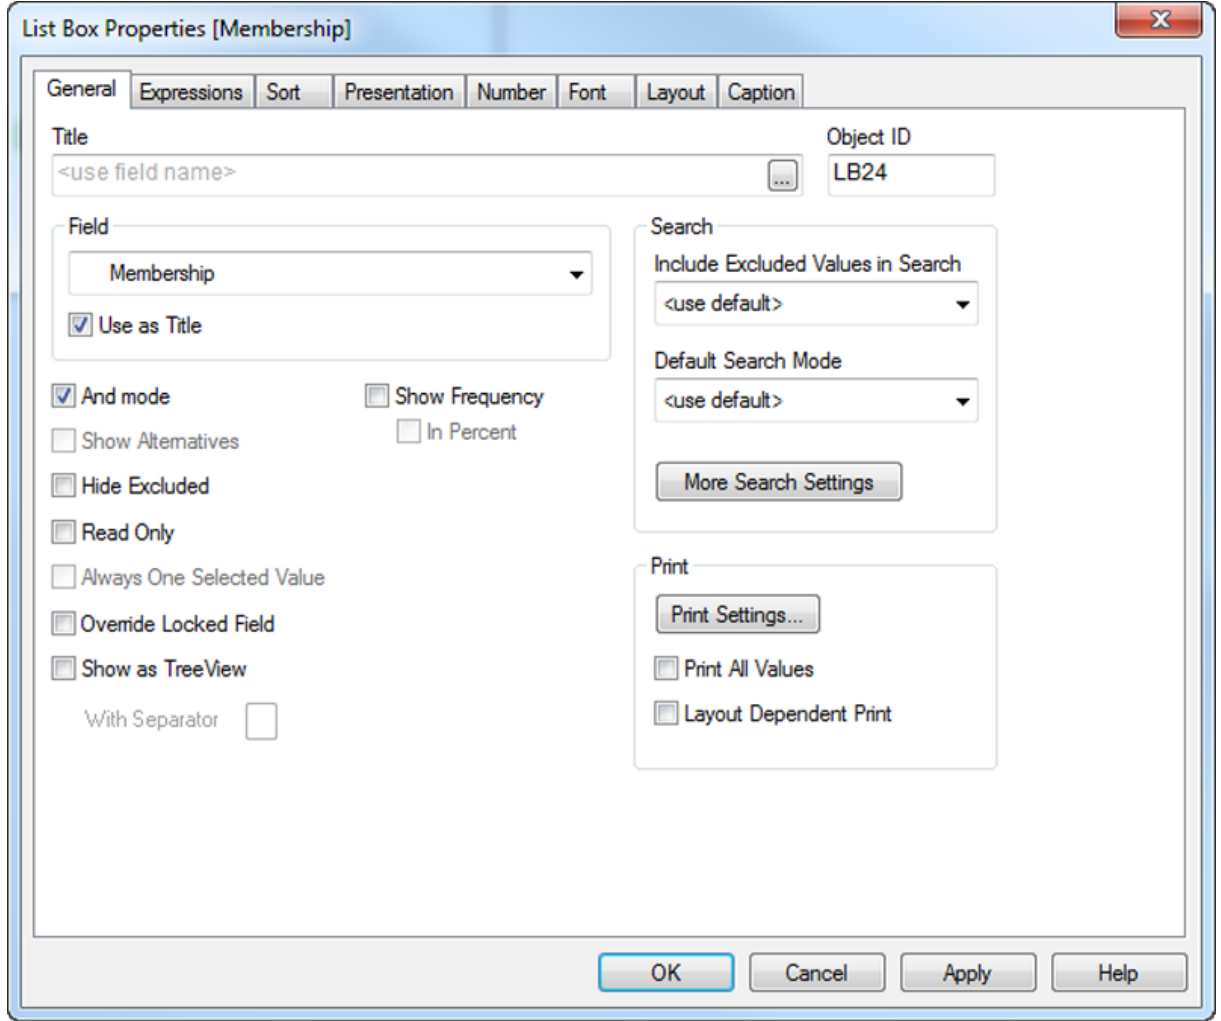 List Box Properties [Membership]
General Expressions Sort Presentation Number Font Layout Caption
Title
<use field name>
...
Object ID
LB24
Field
Membership
Use as Title
And mode
Show Frequency
In Percent
Show Alternatives
Hide Excluded
Read Only
Always One Selected Value
Override Locked Field
Show as TreeView
With Separator
Search
Include Excluded Values in Search
<use default>
Default Search Mode
<use default>
More Search Settings
Print
Print Settings...
Print All Values
Layout Dependent Print
OK Cancel Apply Help